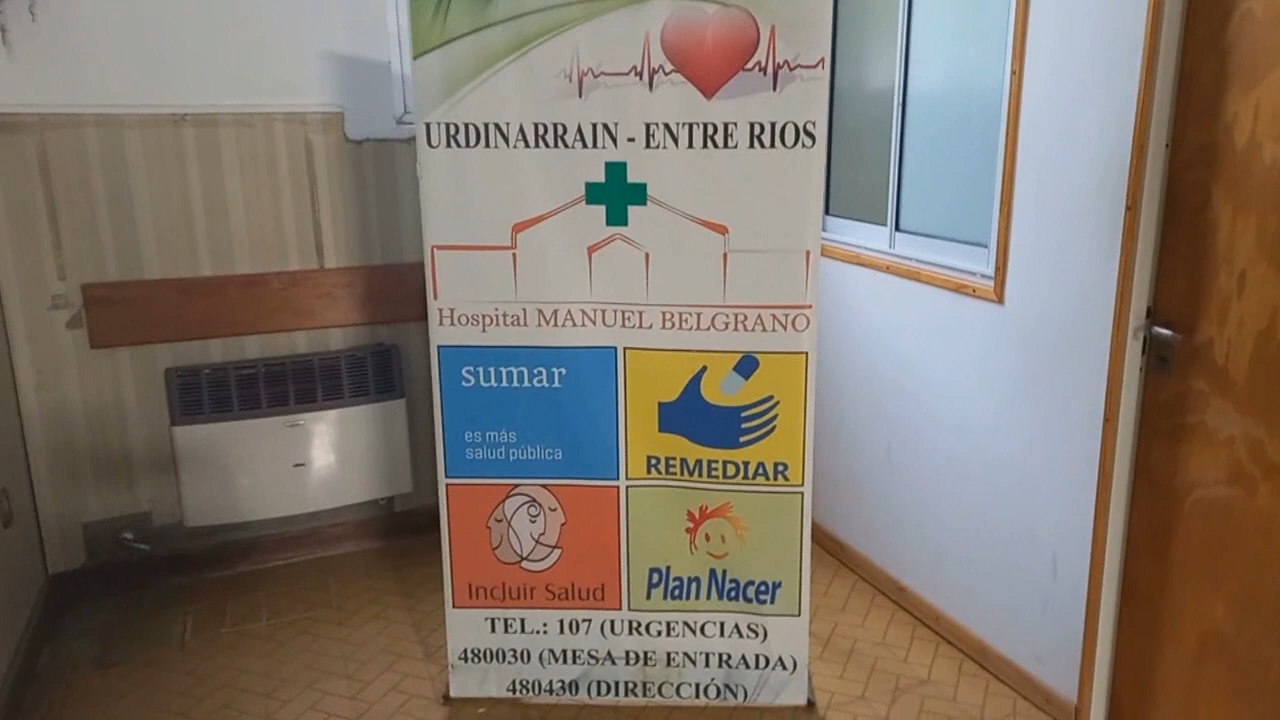 URDINARRAIN - ENTRE RIOS
Hospital MANUEL BELGRANO
sumar
es más
salud pública
REMEDIAR
Incluir Salud
Plan Nacer
TEL.: 107 (URGENCIAS)
480030 (MESA DE ENTRADA)
480430 (DIRECCIÓN)